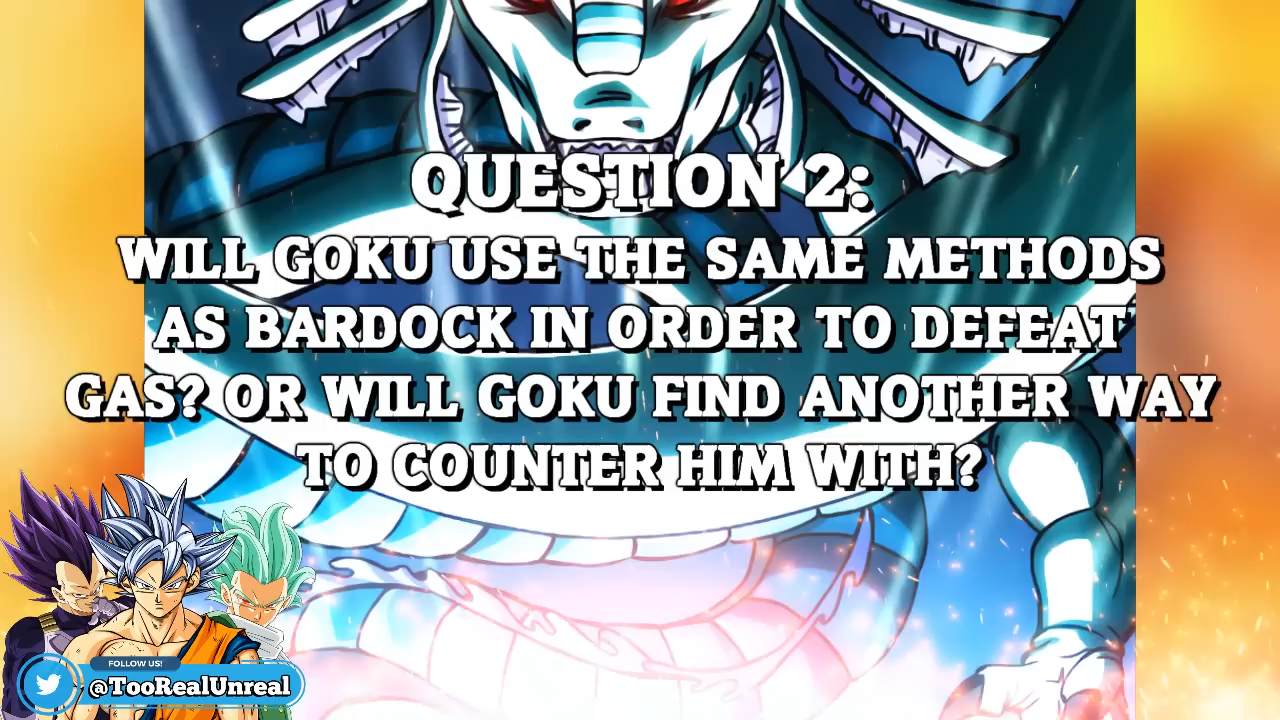 QUESTION 2:
WILL GOKU USE THE SAME METHODS
AS BARDOCK IN ORDER TO DEFEAT
GAS? OR WILL GOKU FIND ANOTHER WAY
TO COUNTER HIM WITH?
FOLLOW US!
@TooRealUnreal